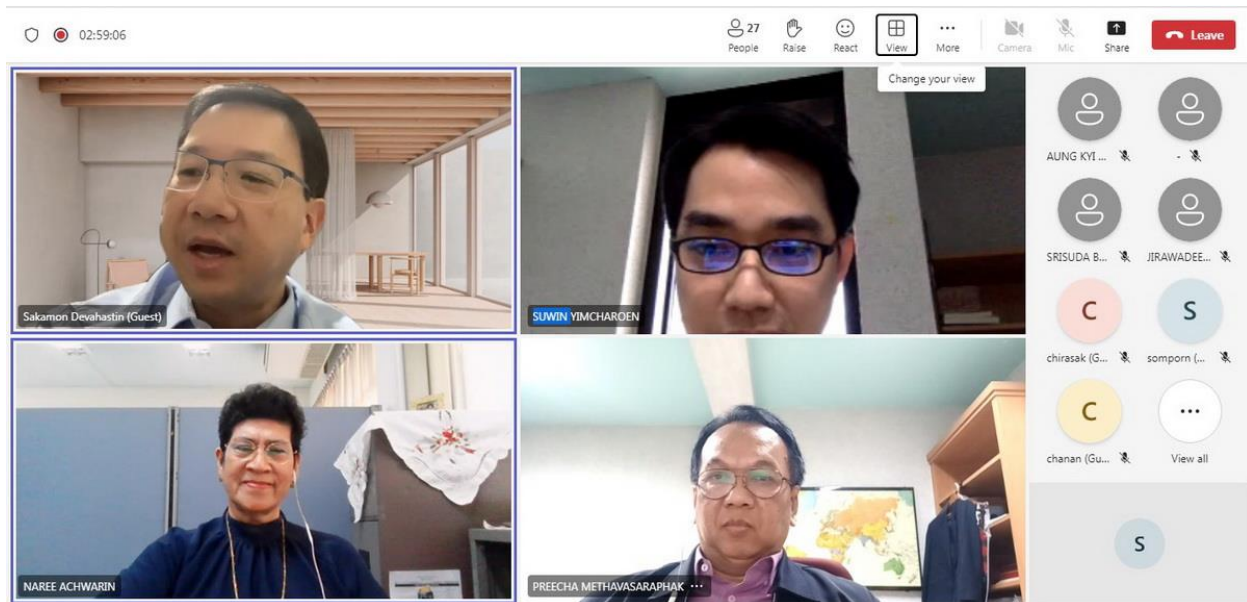 02:59:06
27
People
Raise
React
View
More
Camera
Mic
Share
Leave
Change your view
Sakamon Devahastin (Guest)
SUWIN YIMCHAROEN
NAREE ACHWARIN
PREECHA METHAVASARAPHAK ...
AUNG KYI ...
-
SRISUDA B...
JIRAWADEE...
C
S
chirasak (G...
somporn (...
C
...
chanan (Gu...
View all
S